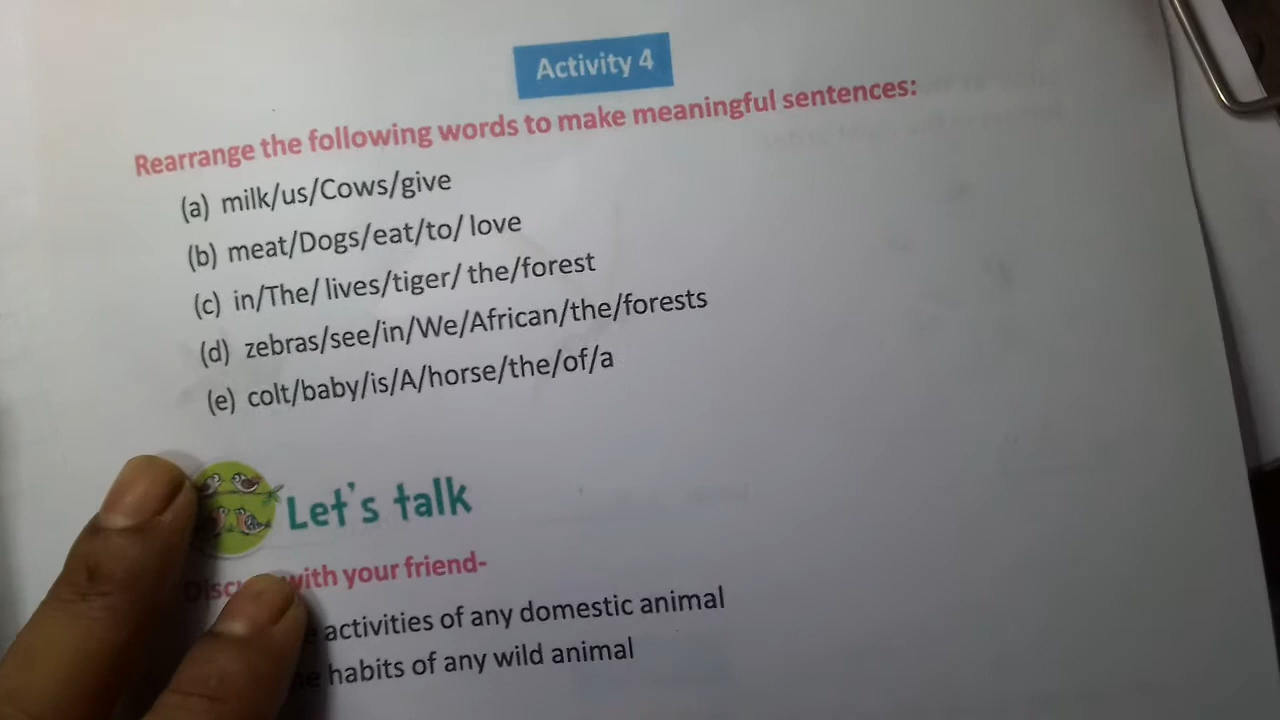 Activity 4
Rearrange the following words to make meaningful sentences:
(a) milk/us/Cows/give
(b) meat/Dogs/eat/to/ love
(c) in/The/ lives/tiger/ the/forest
(d) zebras/see/in/We/African/the/forests
(e) colt/baby/is/A/horse/the/of/a
Let's talk
with your friend-
activities of any domestic animal
habits of any wild animal